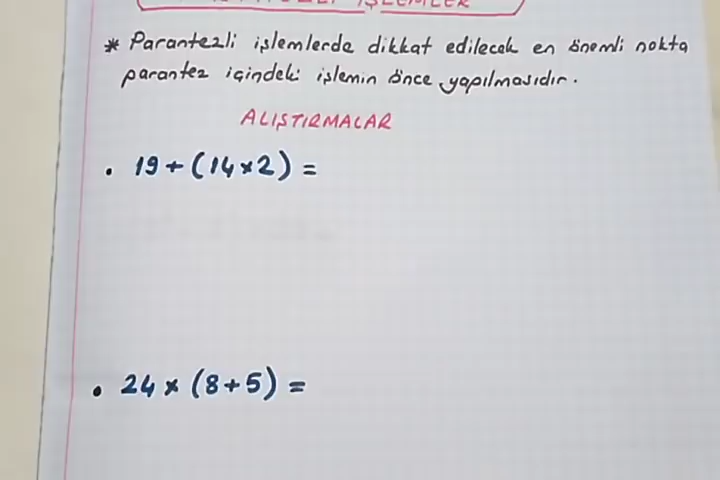 İŞLEMLER
* Parantezli işlemlerde dikkat edilecek en önemli nokta
parantez içindeki işlemin önce yapılmasıdır.
ALIŞTIRMALAR
• 19+(14×2)=
• 24×(8+5)=